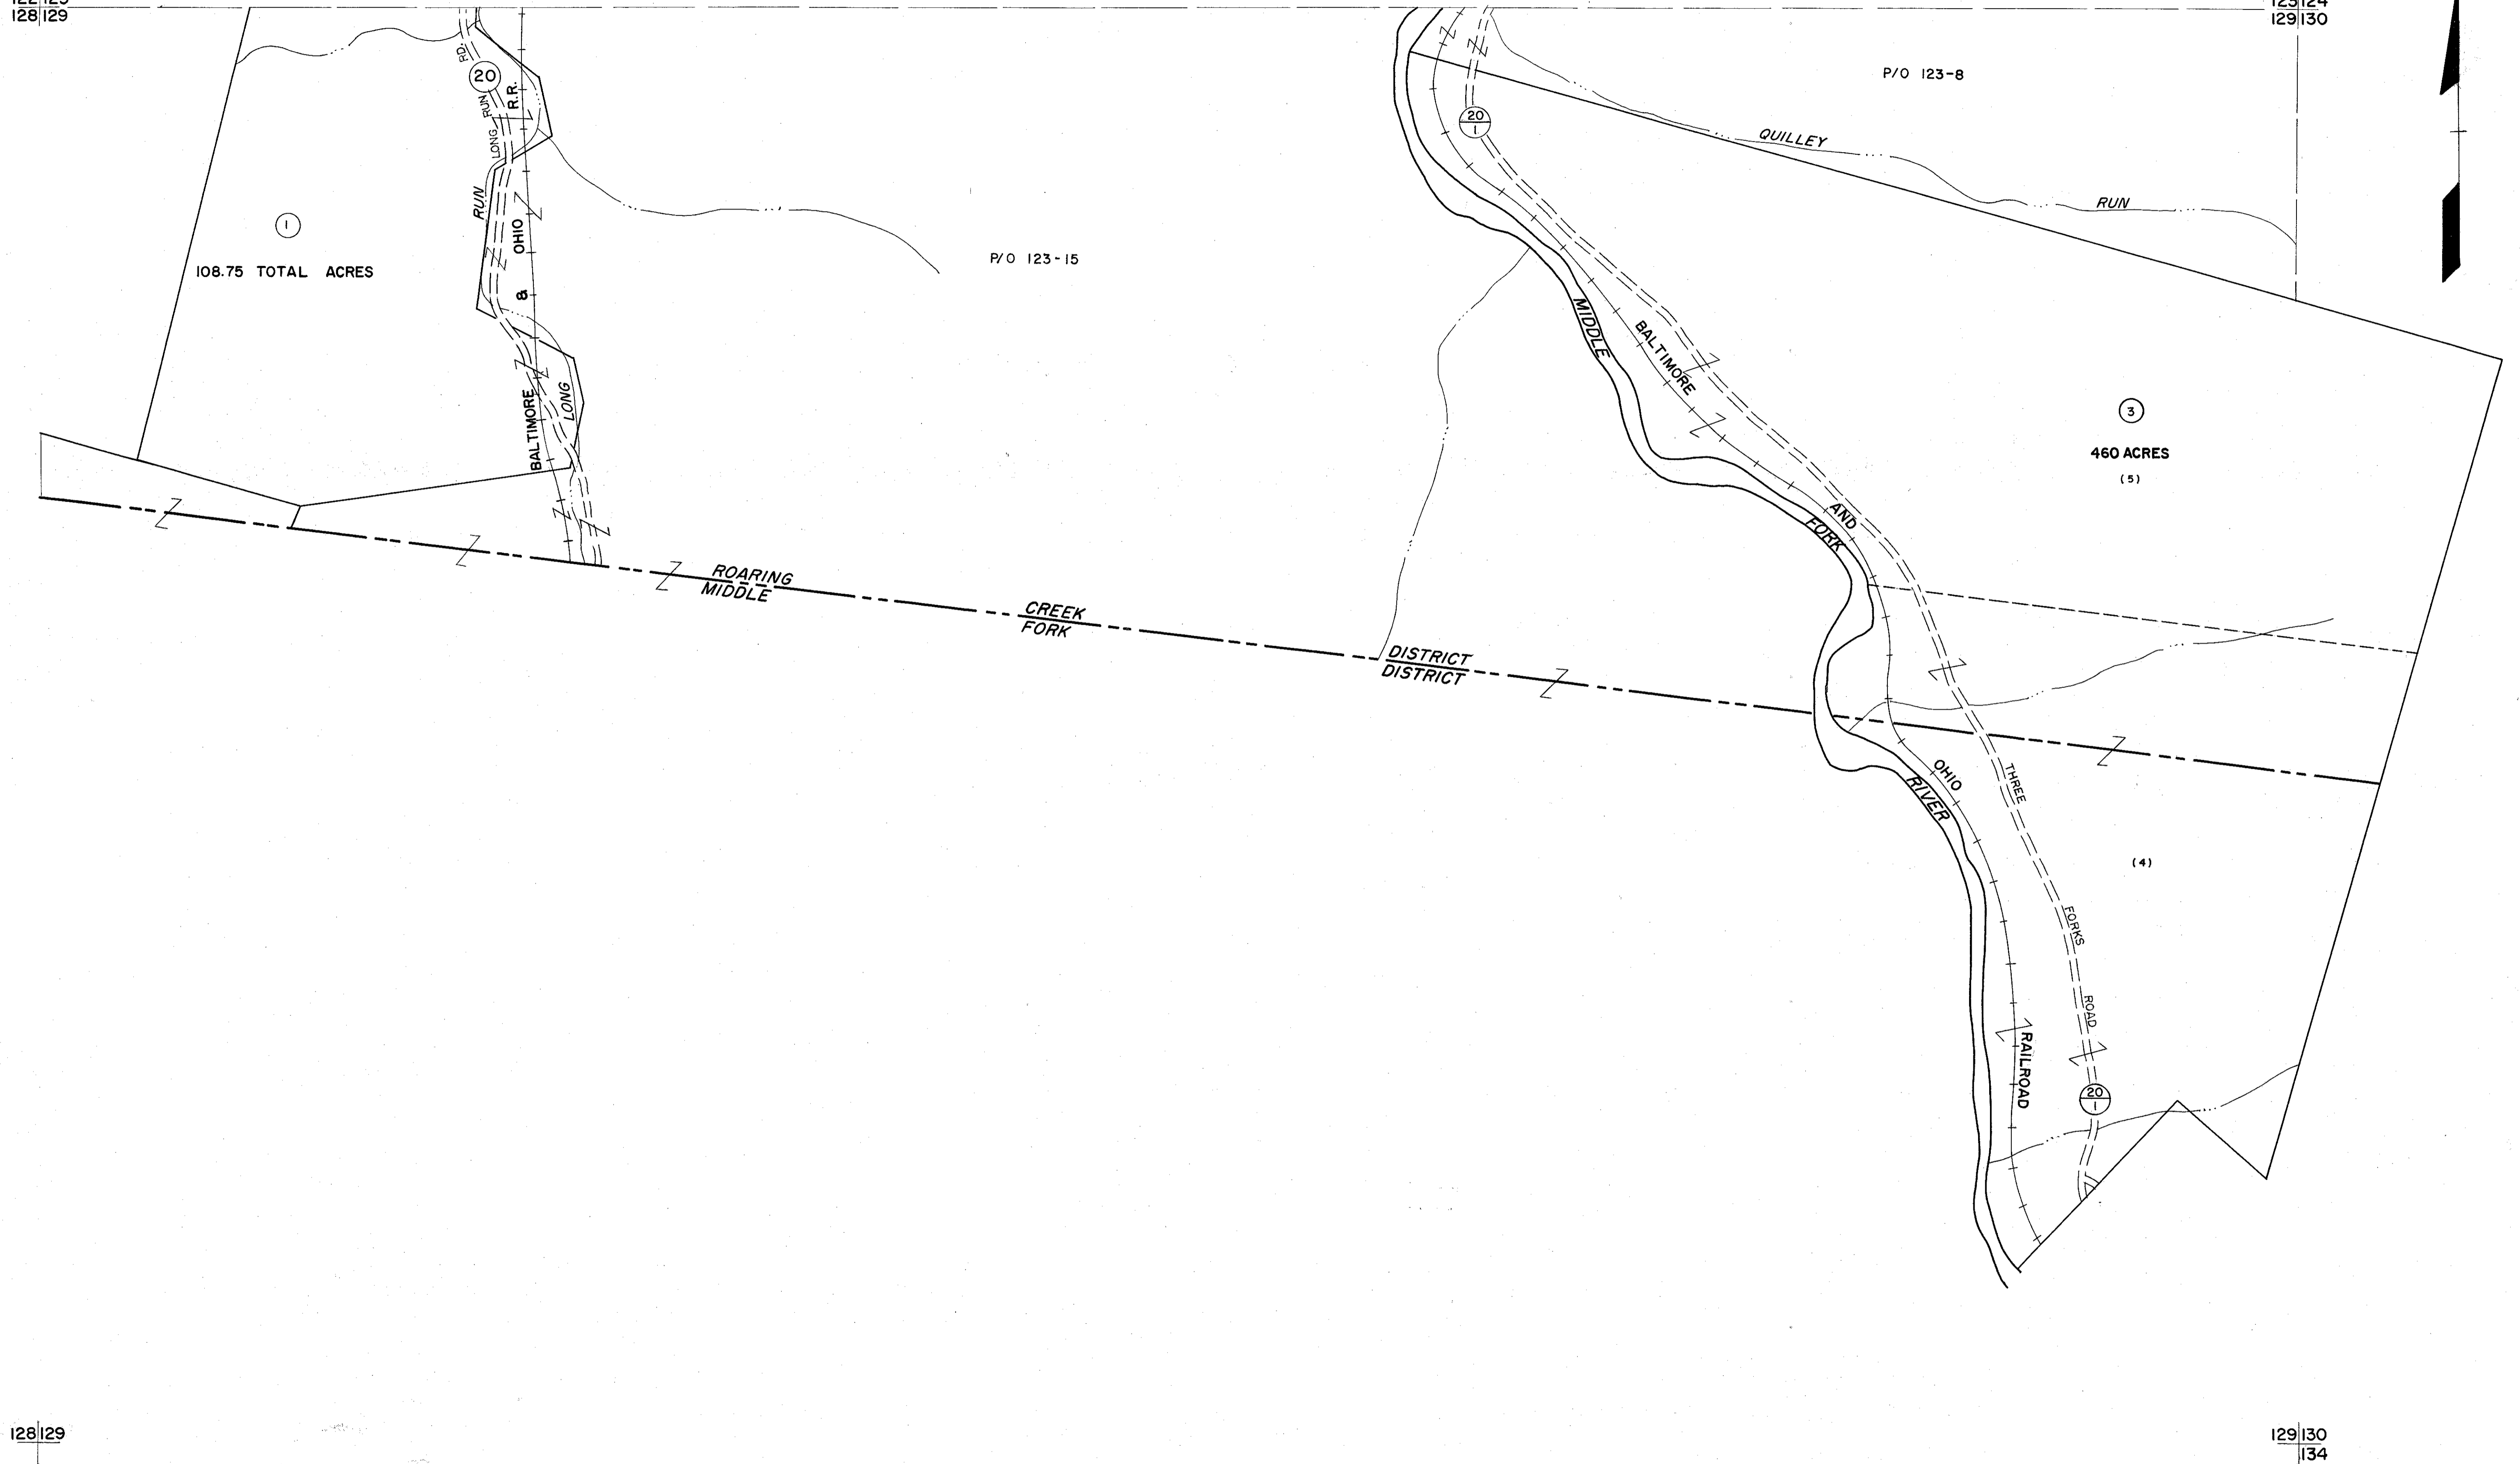 122 123
128 129
123 124
129 130
RD.
20
RUN
LONG
R.R.
RUN
OHIO
&
BALTIMORE
LONG
1
108.75 TOTAL ACRES
P/O 123-15
P/O 123-8
20
1
QUILLEY
RUN
MIDDLE
BALTIMORE
3
460 ACRES
(5)
AND
FORK
ROARING
MIDDLE
CREEK
FORK
DISTRICT
DISTRICT
OHIO
RIVER
THREE
(4)
FORKS
ROAD
RAILROAD
20
1
128 129
129 130
134